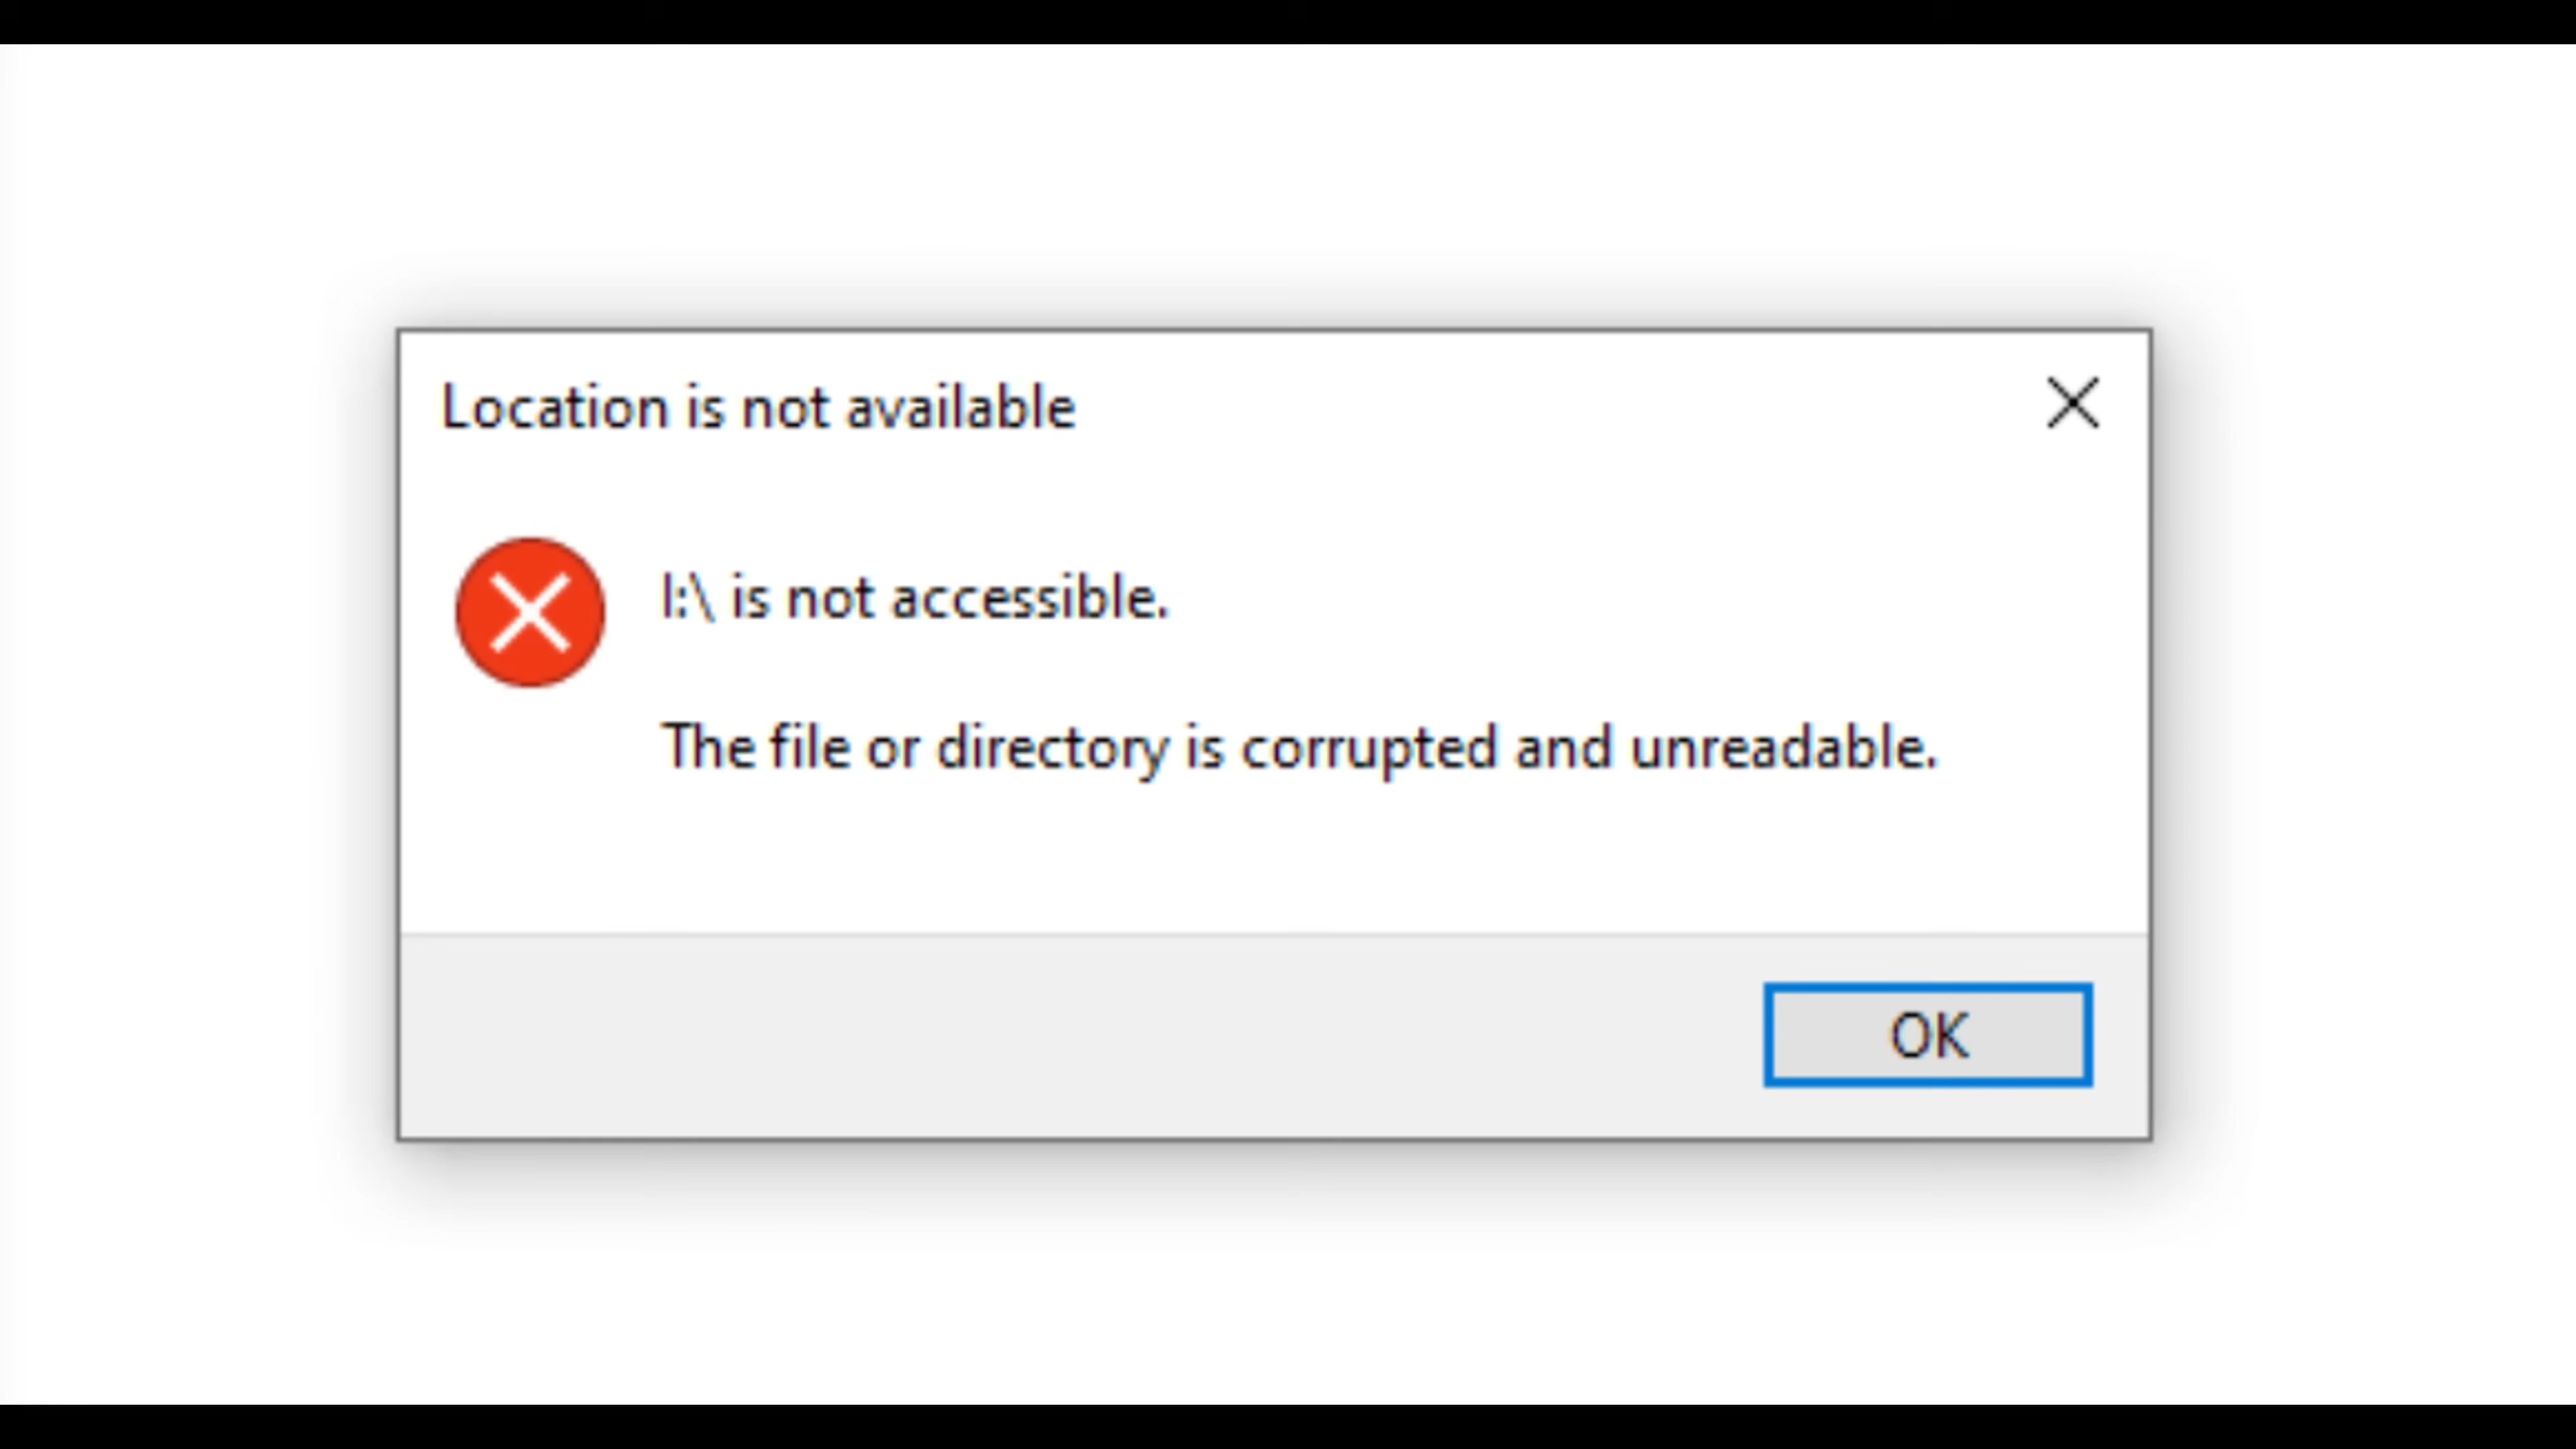 Location is not available
I:\ is not accessible.
The file or directory is corrupted and unreadable.
OK